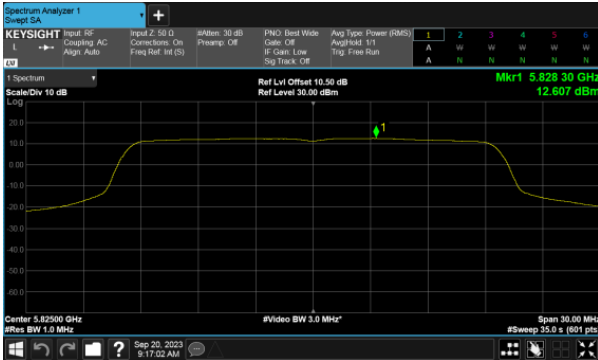 Spectrum Analyzer 1
Swept SA
+
KEYSIGHT Input: RF Input Z: 50 Ω #Atten: 30 dB PNO: Best Wide Avg Type: Power (RMS) 1 2 3 4 5 6
L Coupling: AC Corrections: On Preamp: Off Gate: Off Avg|Hold: 1/1 A W W W W W
Align: Auto Freq Ref: Int (S) IF Gain: Low Trig: Free Run
LXI Sig Track: Off A N N N N N
1 Spectrum Ref Lvl Offset 10.50 dB Mkr1 5.828 30 GHz
Scale/Div 10 dB Ref Level 30.00 dBm 12.607 dBm
Log
20.0
1
10.0
0.00
-10.0
-20.0
-30.0
-40.0
-50.0
-60.0
Center 5.82500 GHz #Video BW 3.0 MHz* Span 30.00 MHz
#Res BW 1.0 MHz #Sweep 35.0 s (601 pts)
? Sep 20, 2023
9:17:02 AM